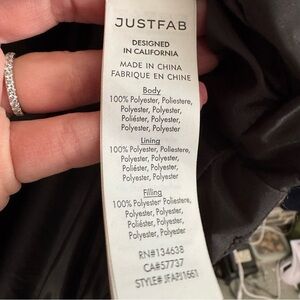 JUSTFAB
DESIGNED
IN CALIFORNIA
MADE IN CHINA
FABRIQUE EN CHINE
Body
100% Polyester, Poliestere,
Polyester, Polyester,
Poliéster, Polyester,
Polyester, Polyester
Lining
100% Polyester, Poliestere,
Polyester, Polyester,
Poliéster, Polyester,
Polyester, Polyester
Filling
100% Polyester Poliestere,
Polyester, Polyester,
Poliéster, Polyester,
Polyester, Polyester
RN#134638
CA#57737
STYLE#